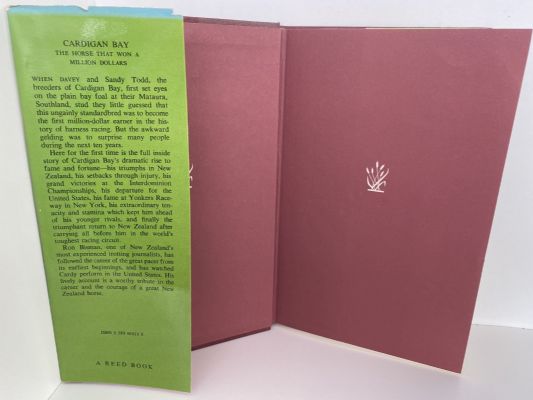 CARDIGAN BAY
THE HORSE THAT WON A
MILLION DOLLARS
WHEN DAVEY and Sandy Todd, the
breeders of Cardigan Bay, first set eyes
on the plain bay foal at their Mataura,
Southland, stud they little guessed that
this ungainly standardbred was to become
the first million-dollar earner in the his-
tory of harness racing. But the awkward
gelding was to surprise many people
during the next ten years.
Here for the first time is the full inside
story of Cardigan Bay's dramatic rise to
fame and fortune—his triumphs in New
Zealand, his setbacks through injury, his
grand victories at the Interdominion
Championships, his departure for the
United States, his fame at Yonkers Race-
way in New York, his extraordinary ten-
acity and stamina which kept him ahead
of his younger rivals, and finally the
triumphant return to New Zealand after
carrying all before him in the world's
toughest racing circuit.
Ron Bisman, one of New Zealand's
most experienced trotting journalists, has
followed the career of the great pacer from
its earliest beginnings, and has watched
Cardy perform in the United States. His
lively account is a worthy tribute to the
career and the courage of a great New
Zealand horse.
A REED BOOK